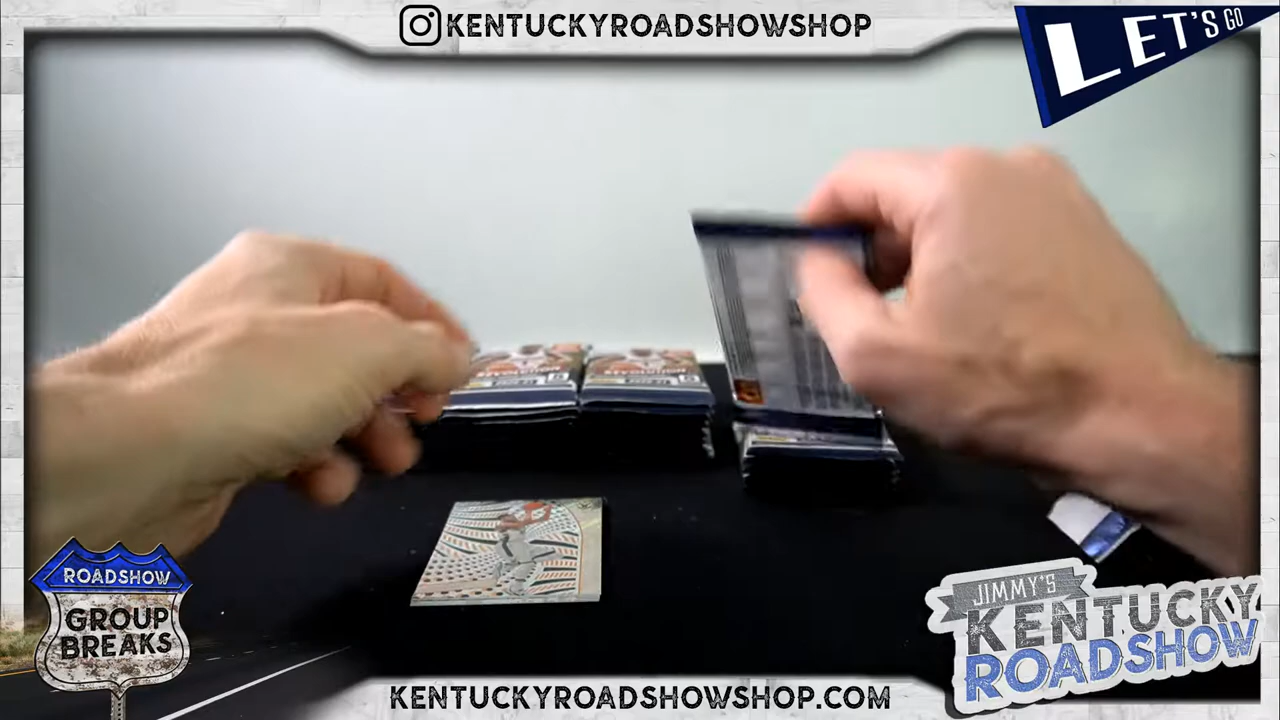 KENTUCKYROADSHOWSHOP
LET'S GO
ROADSHOW
GROUP
BREAKS
JIMMY'S
KENTUCKY
ROADSHOW
KENTUCKYROADSHOWSHOP.COM